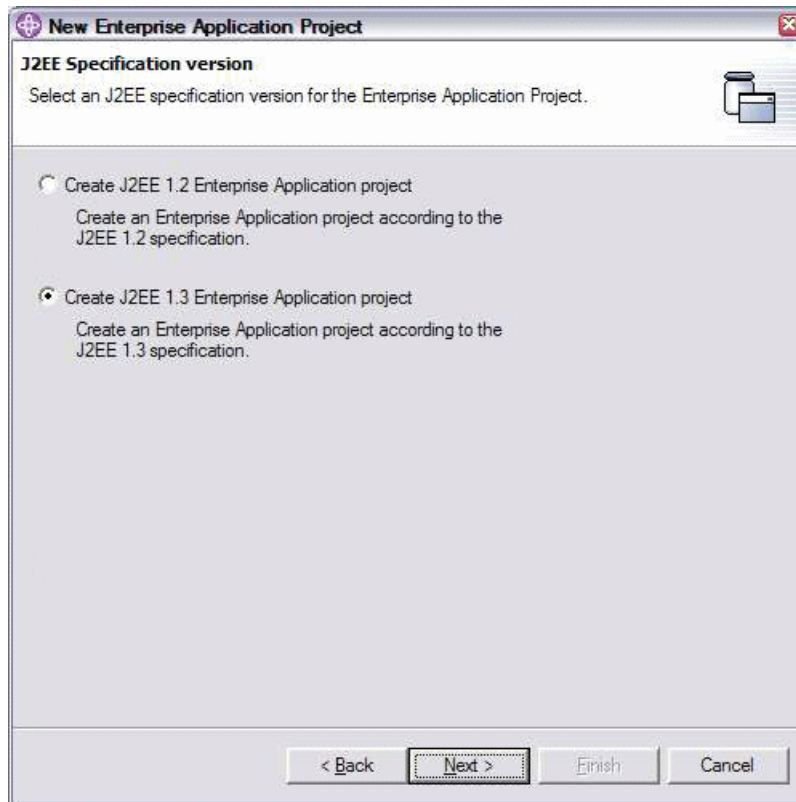 New Enterprise Application Project
J2EE Specification version
Select an J2EE specification version for the Enterprise Application Project.
Create J2EE 1.2 Enterprise Application project
Create an Enterprise Application project according to the
J2EE 1.2 specification.
Create J2EE 1.3 Enterprise Application project
Create an Enterprise Application project according to the
J2EE 1.3 specification.
< Back
Next >
Finish
Cancel